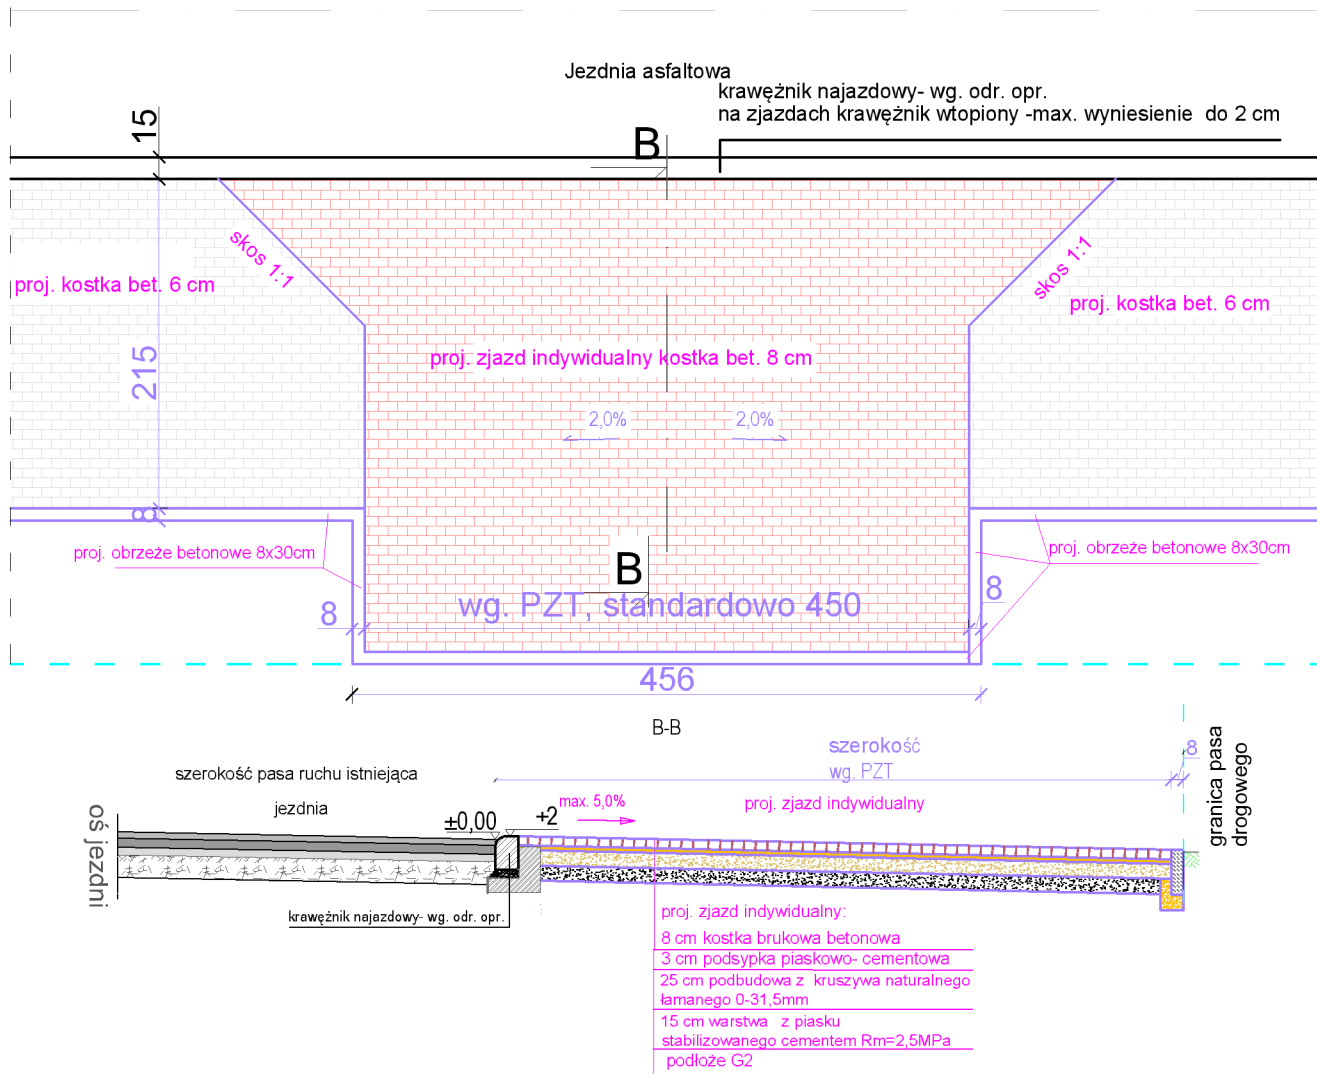 Jezdnia asfaltowa
krawężnik najazdowy- wg. odr. opr.
na zjazdach krawężnik wtopiony -max. wyniesienie do 2 cm
15
B
skos 1:1
skos 1:1
proj. kostka bet. 6 cm
proj. kostka bet. 6 cm
215
proj. zjazd indywidualny kostka bet. 8 cm
2,0%
2,0%
8
proj. obrzeże betonowe 8x30cm
proj. obrzeże betonowe 8x30cm
B
8
wg. PZT, standardowo 450
8
456
B-B
szerokość
wg. PZT
8
granica pasa
drogowego
szerokość pasa ruchu istniejąca
jezdnia
oś jezdni
±0,00
+2
max. 5,0%
proj. zjazd indywidualny
krawężnik najazdowy- wg. odr. opr.
proj. zjazd indywidualny:
8 cm kostka brukowa betonowa
3 cm podsypka piaskowo- cementowa
25 cm podbudowa z kruszywa naturalnego
łamanego 0-31,5mm
15 cm warstwa z piasku
stabilizowanego cementem Rm=2,5MPa
podłoże G2